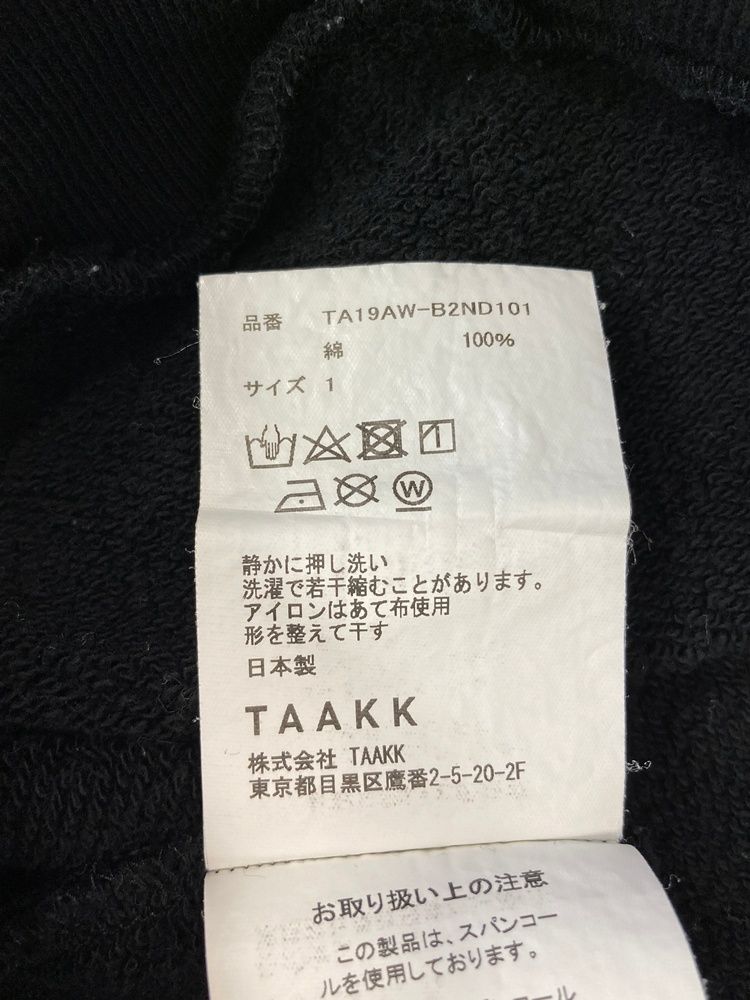 品番 TA19AW-B2ND101
綿 100%
サイズ 1
W
静かに押し洗い
洗濯で若干縮むことがあります。
アイロンはあて布使用
形を整えて干す
日本製
TAAKK
株式会社 TAAKK
東京都目黒区鷹番2-5-20-2F
お取り扱い上の注意
この製品は、スパンコー
ルを使用しております。